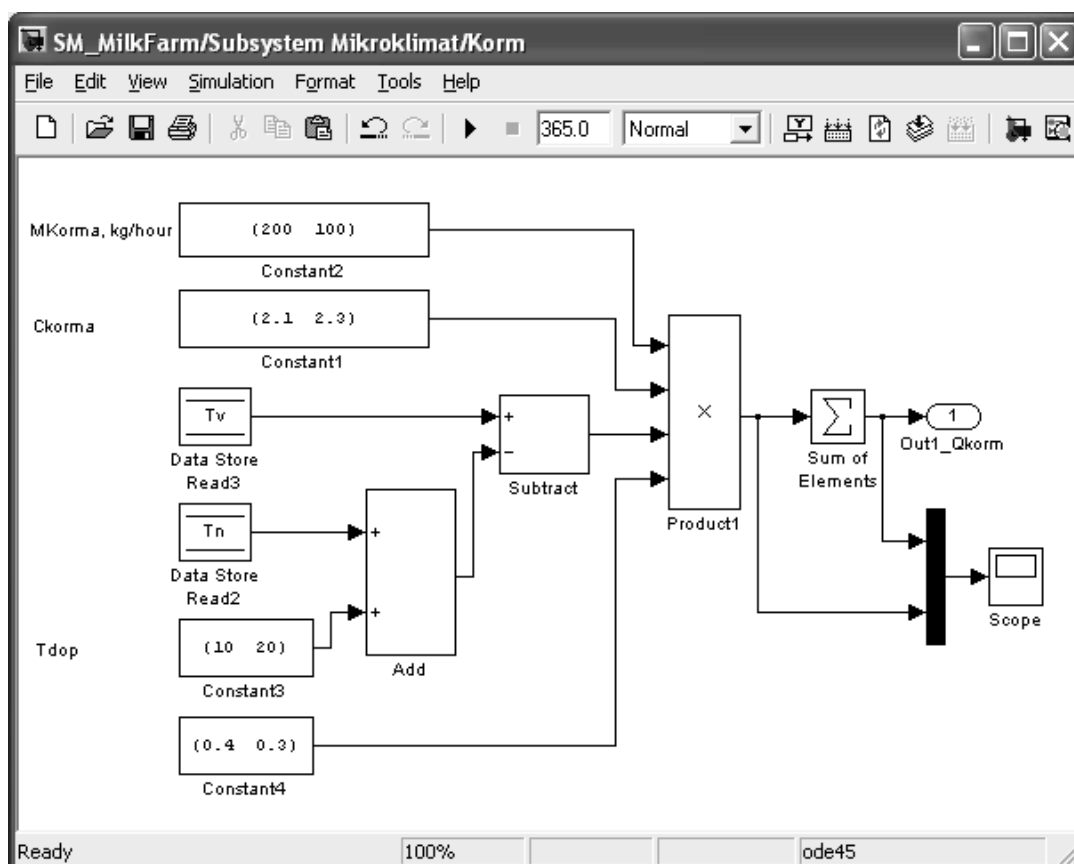 SM_MilkFarm/Subsystem Mikroklimat/Korm
File Edit View Simulation Format Tools Help
365.0 Normal
MKorma, kg/hour
(200 100)
Constant2
Ckorma
(2.1 2.3)
Constant1
Tv
Data Store
Read3
+
−
Subtract
Tn
Data Store
Read2
+
+
Add
Tdop
(10 20)
Constant3
(0.4 0.3)
Constant4
×
Product1
Σ
Sum of
Elements
1
Out1_Qkorm
Scope
Ready 100% ode45